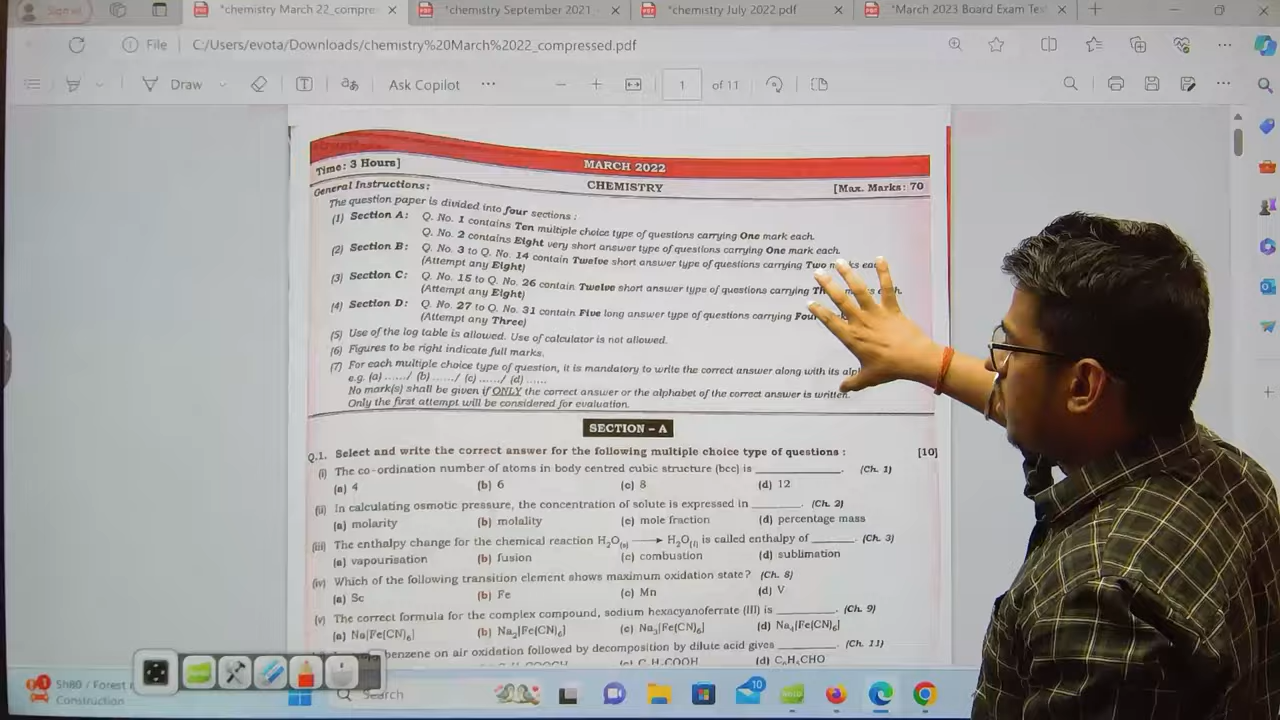 Sign in
*chemistry March 22_compre
*chemistry September 2021 -
*chemistry July 2022.pdf
*March 2023 Board Exam Te
File C:/Users/evota/Downloads/chemistry%20March%2022_compressed.pdf
Draw Ask Copilot 1 of 11
MARCH 2022
Time: 3 Hours] CHEMISTRY [Max. Marks: 70
General Instructions:
The question paper is divided into four sections :
(1) Section A: Q. No. 1 contains Ten multiple choice type of questions carrying One mark each.
Q. No. 2 contains Eight very short answer type of questions carrying One mark each.
(2) Section B: Q. No. 3 to Q. No. 14 contain Twelve short answer type of questions carrying Two
(Attempt any Eight)
(3) Section C: Q. No. 15 to Q. No. 26 contain Twelve short answer type of questions carrying
(Attempt any Eight)
(4) Section D: Q. No. 27 to Q. No. 31 contain Five long answer type of questions carrying Four
(Attempt any Three)
(5) Use of the log table is allowed. Use of calculator is not allowed.
(6) Figures to be right indicate full marks.
(7) For each multiple choice type of question, it is mandatory to write the correct answer along with its
e.g. (a) ....../ (b) ....../ (c) ....../ (d) ......
No mark(s) shall be given if ONLY the correct answer or the alphabet of the correct answer is written.
Only the first attempt will be considered for evaluation.
SECTION – A
Q.1. Select and write the correct answer for the following multiple choice type of questions : [10]
(i) The co-ordination number of atoms in body centred cubic structure (bcc) is ____________. (Ch. 1)
(a) 4 (b) 6 (c) 8 (d) 12
(ii) In calculating osmotic pressure, the concentration of solute is expressed in _______. (Ch. 2)
(a) molarity (b) molality (c) mole fraction (d) percentage mass
(iii) The enthalpy change for the chemical reaction H₂O₍ₛ₎ ⟶ H₂O₍ₗ₎ is called enthalpy of ______. (Ch. 3)
(a) vapourisation (b) fusion (c) combustion (d) sublimation
(iv) Which of the following transition element shows maximum oxidation state? (Ch. 8)
(a) Sc (b) Fe (c) Mn (d) V
(v) The correct formula for the complex compound, sodium hexacyanoferrate (III) is ________. (Ch. 9)
(a) Na[Fe(CN)₆] (b) Na₂[Fe(CN)₆] (c) Na₃[Fe(CN)₆] (d) Na₄[Fe(CN)₆]
benzene on air oxidation followed by decomposition by dilute acid gives ________. (Ch. 11)
(d) C₆H₅CHO
5h80 / Forest
Construction
Search
10
1